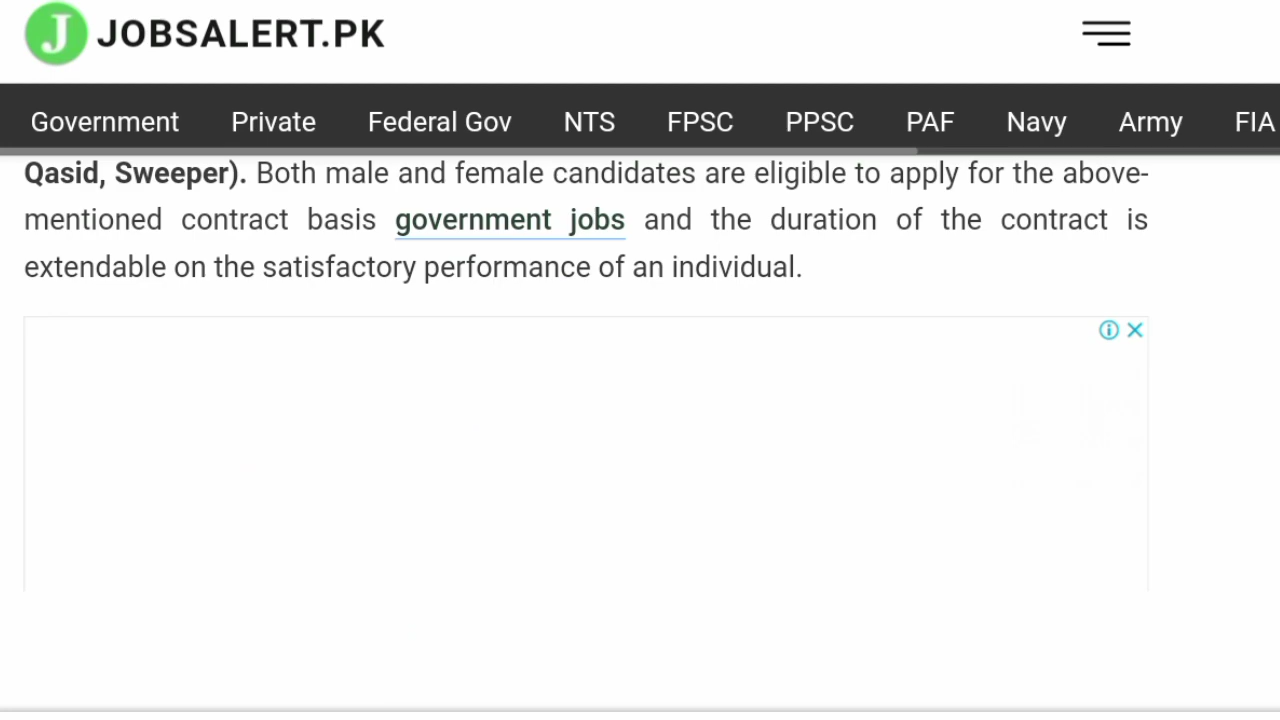 J JOBSALERT.PK
Government Private Federal Gov NTS FPSC PPSC PAF Navy Army FIA
Qasid, Sweeper). Both male and female candidates are eligible to apply for the above-
mentioned contract basis government jobs and the duration of the contract is
extendable on the satisfactory performance of an individual.